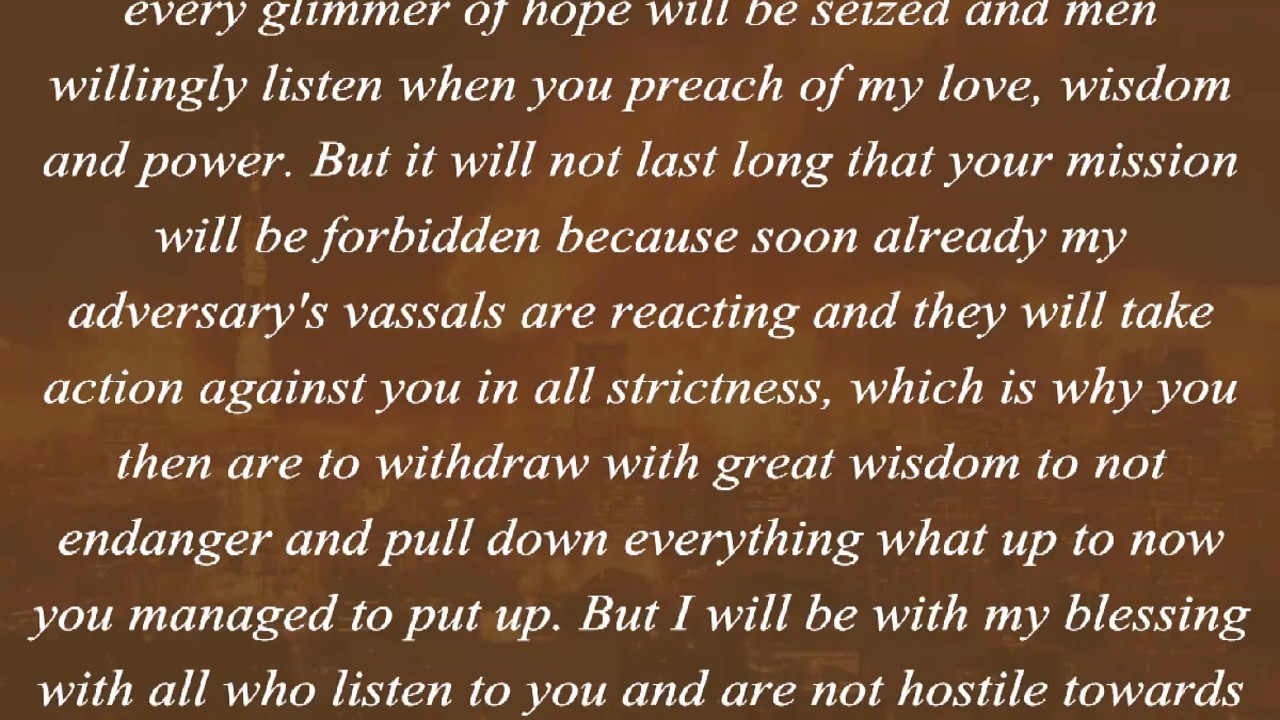 every glimmer of hope will be seized and men
willingly listen when you preach of my love, wisdom
and power. But it will not last long that your mission
will be forbidden because soon already my
adversary's vassals are reacting and they will take
action against you in all strictness, which is why you
then are to withdraw with great wisdom to not
endanger and pull down everything what up to now
you managed to put up. But I will be with my blessing
with all who listen to you and are not hostile towards